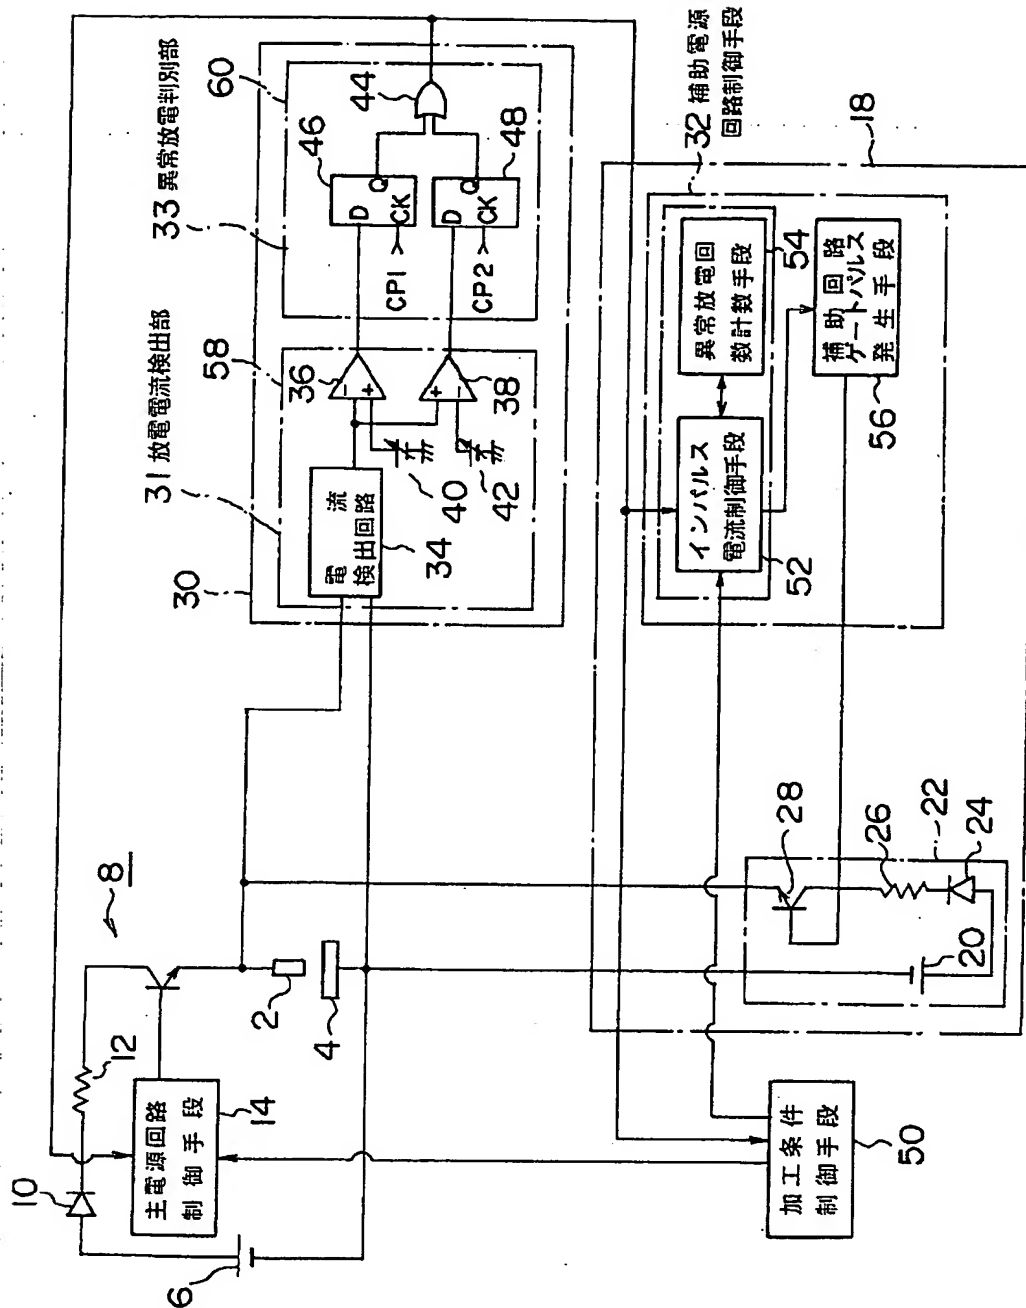 10
12
8
主電源回路
制御手段
14
6
2
4
30
31 放電電流検出部
58
電流
検出回路
34
36
-
+
+
-
38
40
42
33 異常放電判別部
60
46
D
Q
CK
CP1
44
48
D
Q
CK
CP2
加工条件
制御手段
50
28
26
22
24
20
32 補助電源
回路制御手段
18
インパルス
電流制御手段
52
異常放電回
数計数手段
54
補助回路
ゲートパルス
発生手段
56